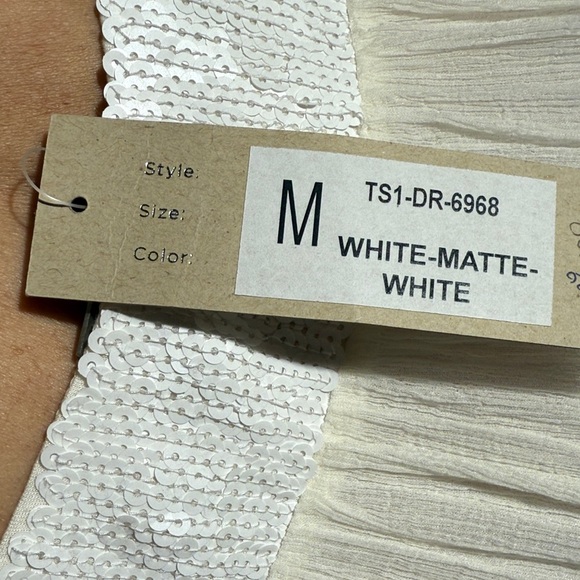 Style:
Size:
Color:
M
TS1-DR-6968
WHITE-MATTE-
WHITE